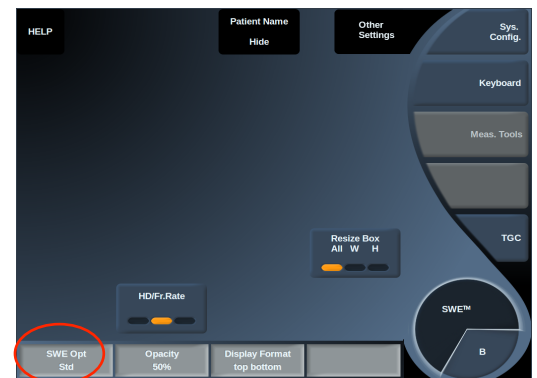 HELP
Patient Name
Hide
Other
Settings
Sys.
Config.
Keyboard
Meas. Tools
Resize Box
All W H
TGC
HD/Fr.Rate
SWE™
B
SWE Opt
Std
Opacity
50%
Display Format
top bottom